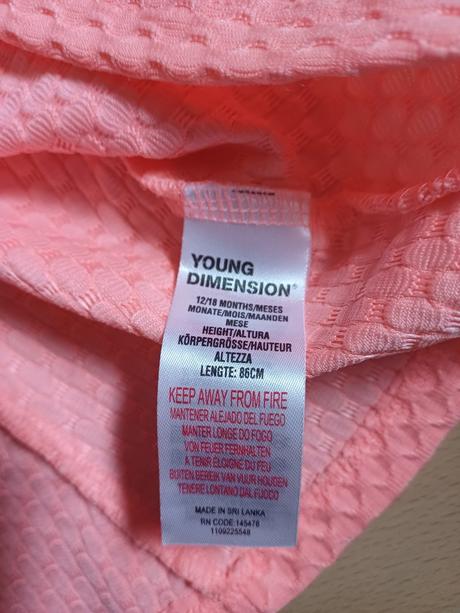 YOUNG
DIMENSION®
12/18 MONTHS/MESES
MONATE/MOIS/MAANDEN
MESE
HEIGHT/ALTURA
KÖRPERGRÖSSE/HAUTEUR
ALTEZZA
LENGTE: 86CM
KEEP AWAY FROM FIRE
MANTENER ALEJADO DEL FUEGO
MANTER LONGE DO FOGO
VON FEUER FERNHALTEN
A TENIR ÉLOIGNE DU FEU
BUITEN BEREIK VAN VUUR HOUDEN
TENERE LONTANO DAL FUOCO
MADE IN SRI LANKA
RN CODE:145476
1109225548